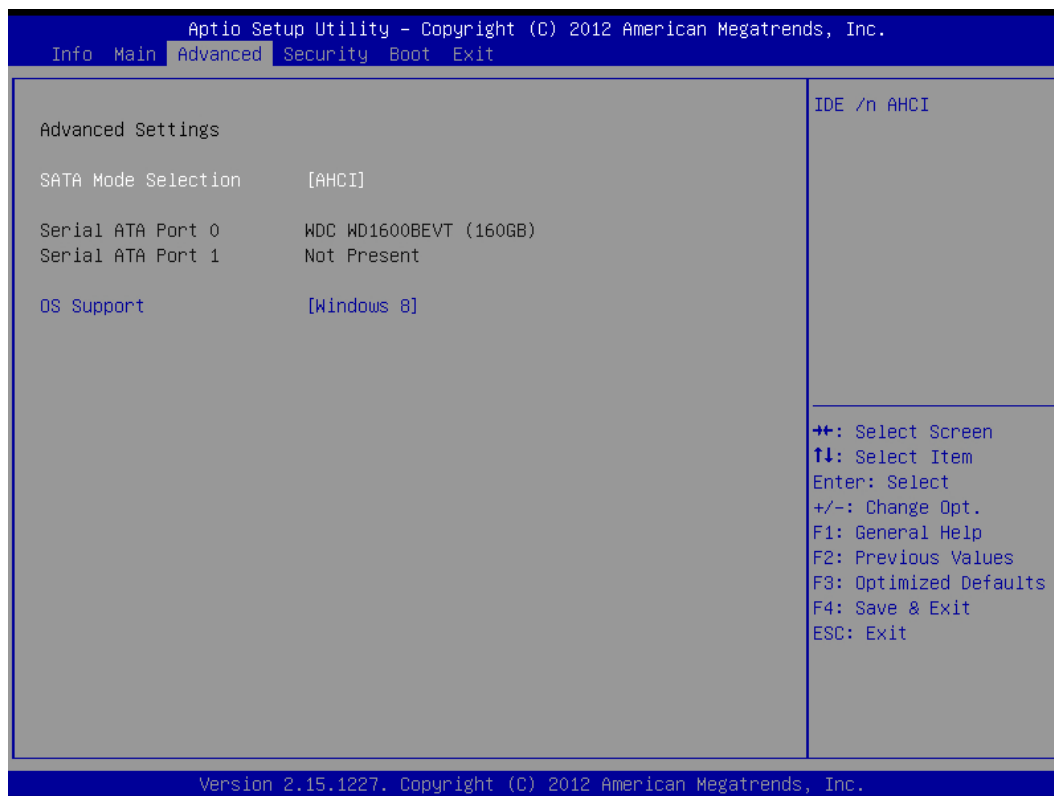 Aptio Setup Utility – Copyright (C) 2012 American Megatrends, Inc.
Info Main Advanced Security Boot Exit
Advanced Settings
SATA Mode Selection [AHCI]
Serial ATA Port 0 WDC WD1600BEVT (160GB)
Serial ATA Port 1 Not Present
OS Support [Windows 8]
IDE /n AHCI
→←: Select Screen
↑↓: Select Item
Enter: Select
+/-: Change Opt.
F1: General Help
F2: Previous Values
F3: Optimized Defaults
F4: Save & Exit
ESC: Exit
Version 2.15.1227. Copyright (C) 2012 American Megatrends, Inc.